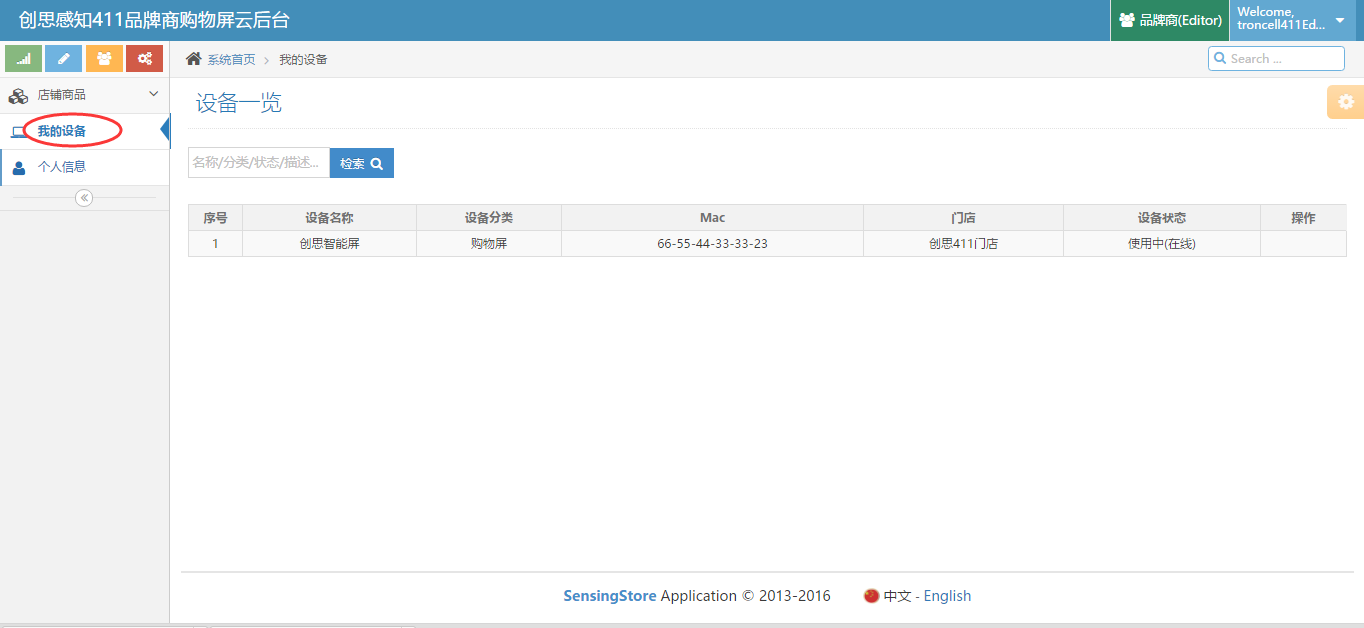 创思感知411品牌商购物屏云后台
品牌商(Editor)
Welcome,
troncell411Ed...
店铺商品
我的设备
个人信息
系统首页 > 我的设备
Search ...
设备一览
名称/分类/状态/描述...
检索
序号 设备名称 设备分类 Mac 门店 设备状态 操作
1 创思智能屏 购物屏 66-55-44-33-33-23 创思411门店 使用中(在线)
SensingStore Application © 2013-2016 中文 - English